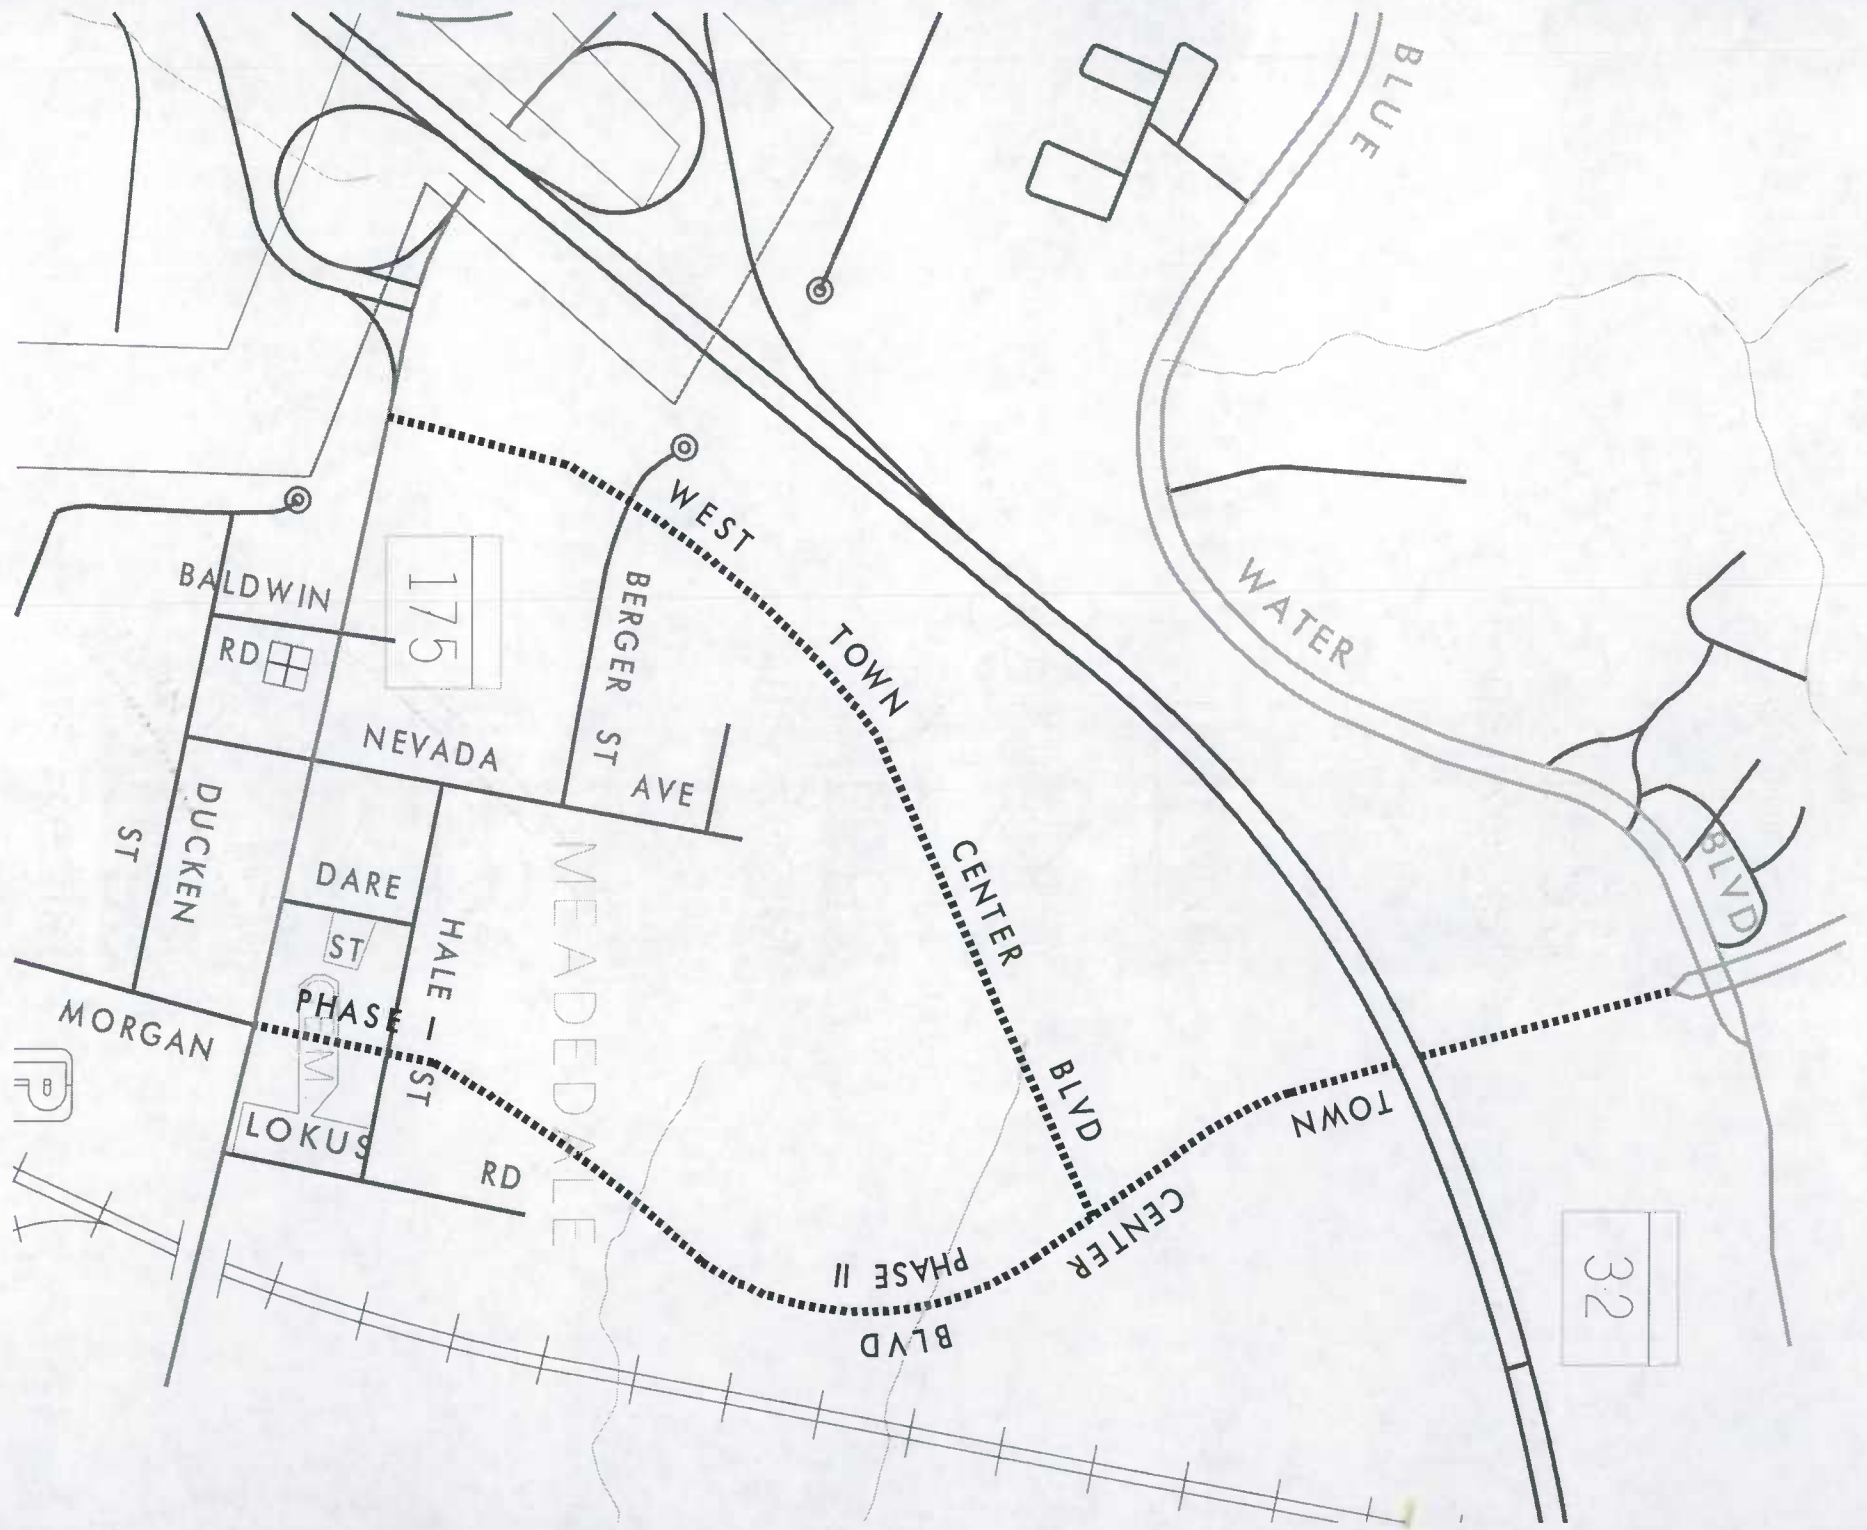 BLUE
WATER
BLVD
WEST
TOWN
CENTER
BLVD
BALDWIN
RD
175
BERGER
ST
NEVADA
AVE
DUCKEN
ST
DARE
ST
HALE
ST
MEADEDALE
PHASE I
CEM
MORGAN
P
LOKUS
RD
TOWN
CENTER
BLVD
PHASE II
32